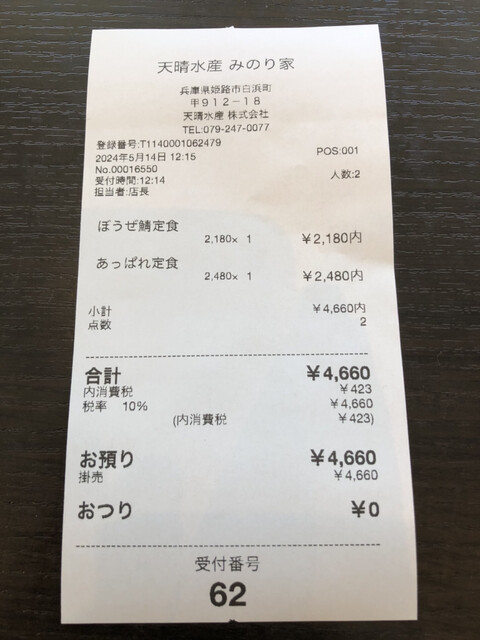 天晴水産 みのり家
兵庫県姫路市白浜町
甲912-18
天晴水産 株式会社
TEL:079-247-0077
登録番号:T1140001062479
2024年5月14日 12:15 POS:001
No.00016550
受付時間:12:14 人数:2
担当者:店長
ぼうぜ鯖定食
2,180× 1 ¥2,180内
あっぱれ定食
2,480× 1 ¥2,480内
小計 ¥4,660内
点数 2
合計 ¥4,660
内消費税 ¥423
税率 10% ¥4,660
(内消費税 ¥423)
お預り ¥4,660
掛売 ¥4,660
おつり ¥0
受付番号
62